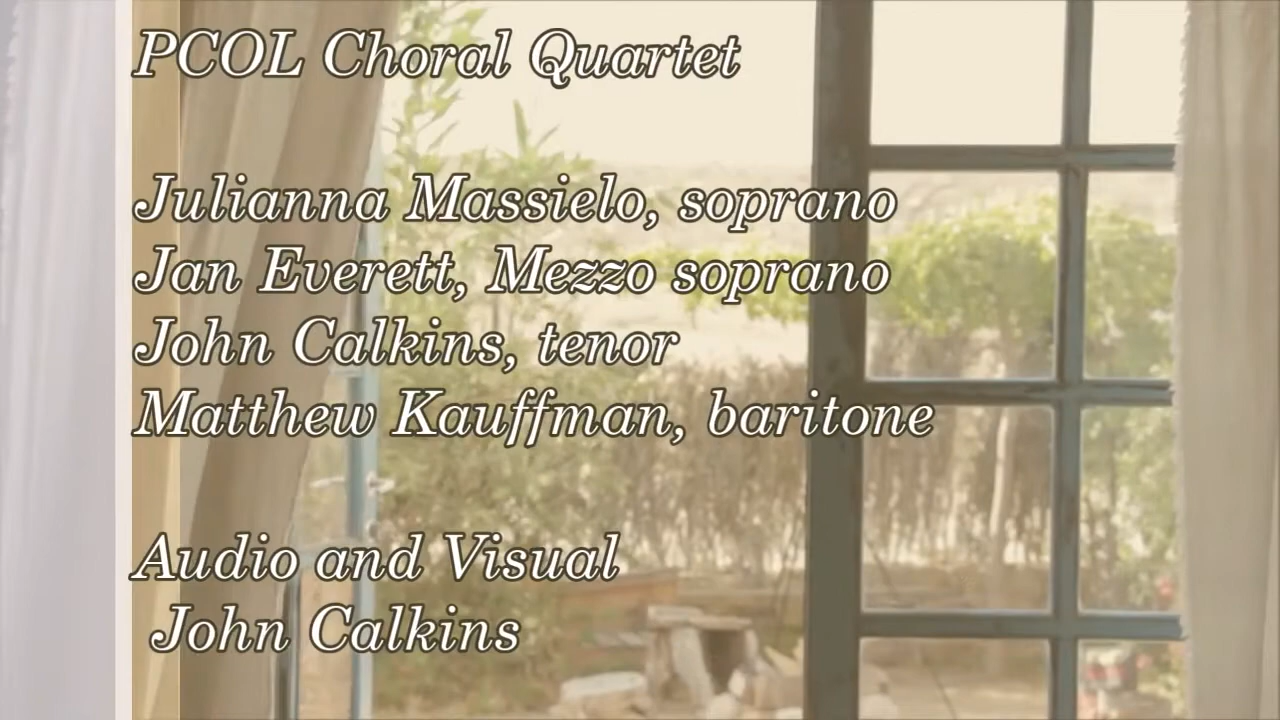 PCOL Choral Quartet
Julianna Massielo, soprano
Jan Everett, Mezzo soprano
John Calkins, tenor
Matthew Kauffman, baritone
Audio and Visual
John Calkins